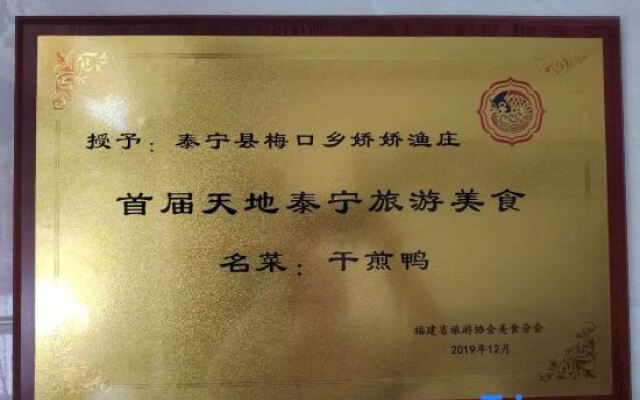 授予：泰宁县梅口乡娇娇渔庄
首届天地泰宁旅游美食
名菜：干煎鸭
福建省旅游协会美食分会
2019年12月